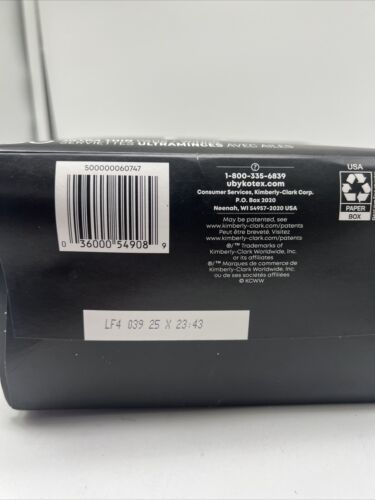 SERVIETTES ULTRAMINCES AVEC AILES
500000060747
0 36000 54908 9
1-800-335-6839
ubykotex.com
Consumer Services, Kimberly-Clark Corp.
P.O. Box 2020
Neenah, WI 54957-2020 USA
May be patented, see
kimberly-clark.com/patents
Peut être breveté. Visitez
kimberly-clark.com/patents
®/™ Trademarks of
Kimberly-Clark Worldwide, Inc.
or its affiliates
®/™ Marques de commerce de
Kimberly-Clark Worldwide, Inc.
ou de ses sociétés affiliées
© KCWW
USA
PAPER
BOX
LF4 039 25 X 23:43